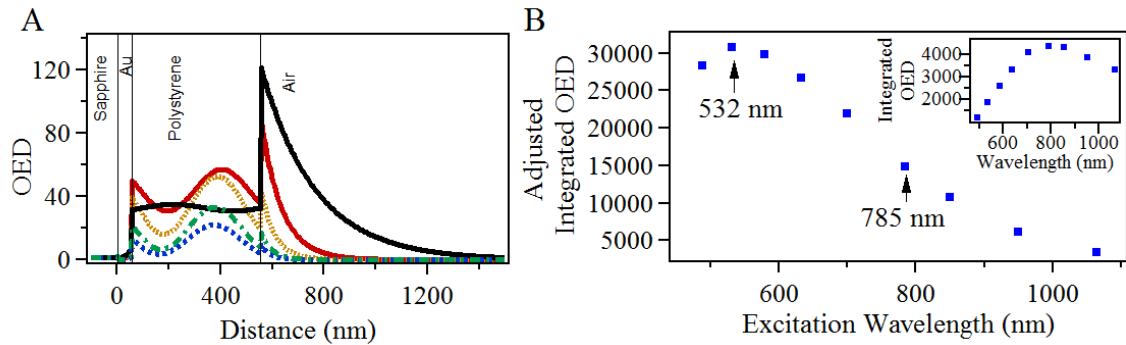 A
OED
120
80
40
0
Sapphire
Au
Polystyrene
Air
0
400
800
1200
Distance (nm)
B
Adjusted
Integrated OED
30000
25000
20000
15000
10000
5000
532 nm
785 nm
600
800
1000
Excitation Wavelength (nm)
Integrated
OED
4000
3000
2000
600
800
1000
Wavelength (nm)